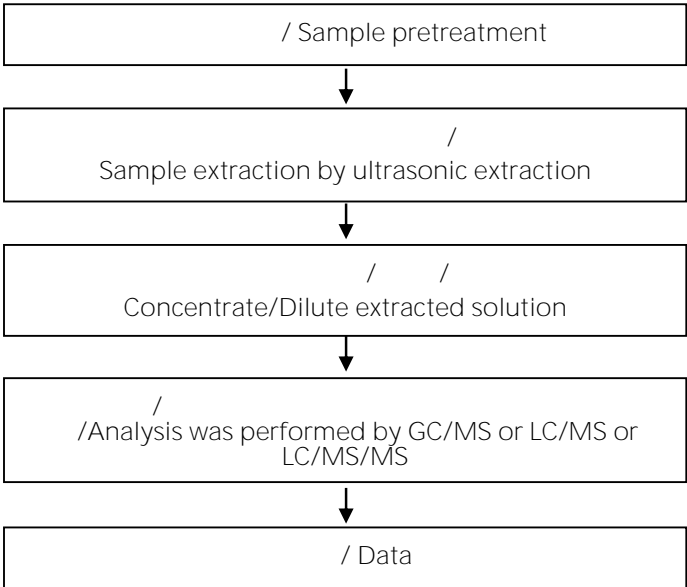 / Sample pretreatment
/
Sample extraction by ultrasonic extraction
/ /
Concentrate/Dilute extracted solution
/
/Analysis was performed by GC/MS or LC/MS or
LC/MS/MS
/ Data